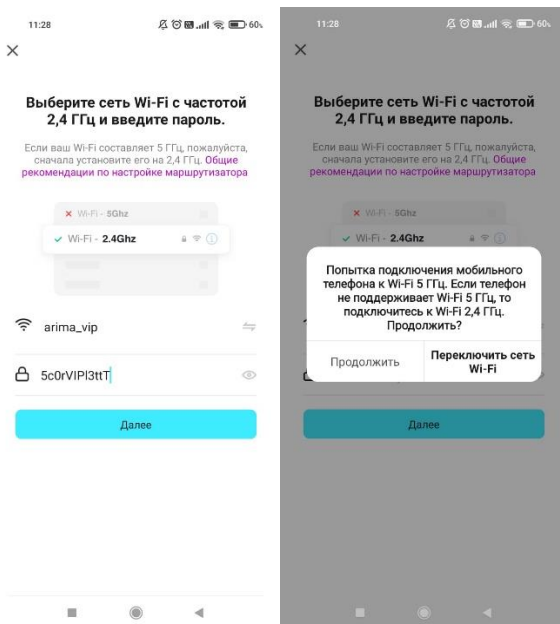 11:28
60%
Выберите сеть Wi-Fi с частотой
2,4 ГГц и введите пароль.
Если ваш Wi-Fi составляет 5 ГГц, пожалуйста,
сначала установите его на 2,4 ГГц. Общие
рекомендации по настройке маршрутизатора
Wi-Fi - 5Ghz
Wi-Fi - 2.4Ghz
arima_vip
5c0rVIPl3ttT
Далее
11:28
60%
Выберите сеть Wi-Fi с частотой
2,4 ГГц и введите пароль.
Если ваш Wi-Fi составляет 5 ГГц, пожалуйста,
сначала установите его на 2,4 ГГц. Общие
рекомендации по настройке маршрутизатора
Wi-Fi - 5Ghz
Wi-Fi - 2.4Ghz
Попытка подключения мобильного
телефона к Wi-Fi 5 ГГц. Если телефон
не поддерживает Wi-Fi 5 ГГц, то
подключитесь к Wi-Fi 2,4 ГГц.
Продолжить?
Продолжить
Переключить сеть
Wi-Fi
Далее